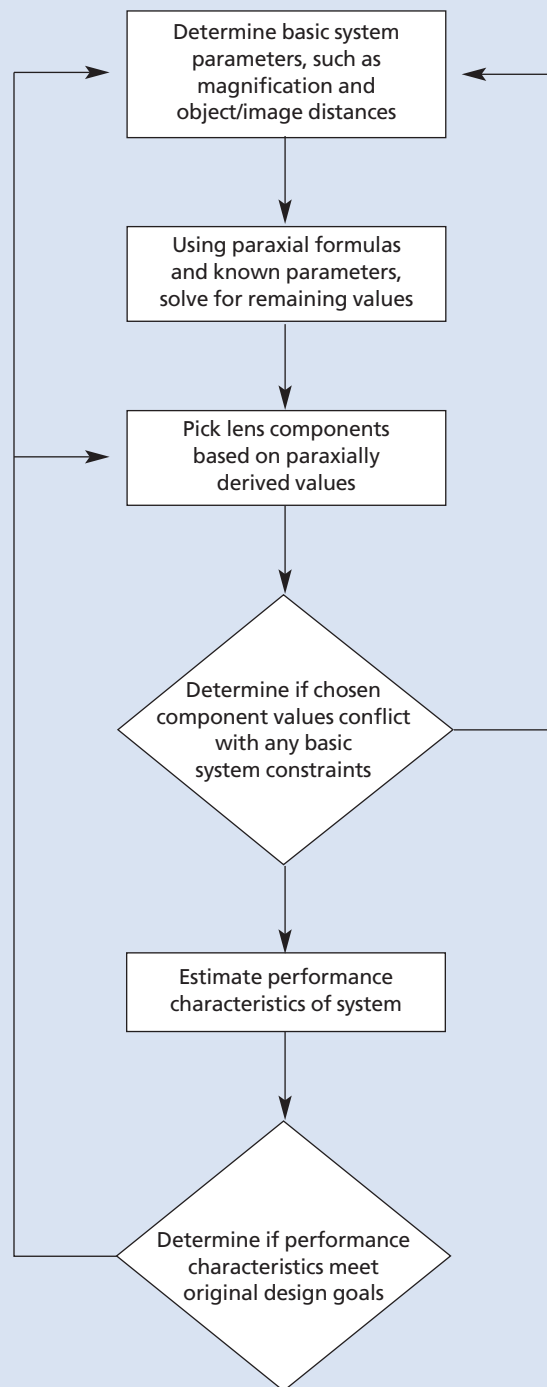 Determine basic system
parameters, such as
magnification and
object/image distances
Using paraxial formulas
and known parameters,
solve for remaining values
Pick lens components
based on paraxially
derived values
Determine if chosen
component values conflict
with any basic
system constraints
Estimate performance
characteristics of system
Determine if performance
characteristics meet
original design goals